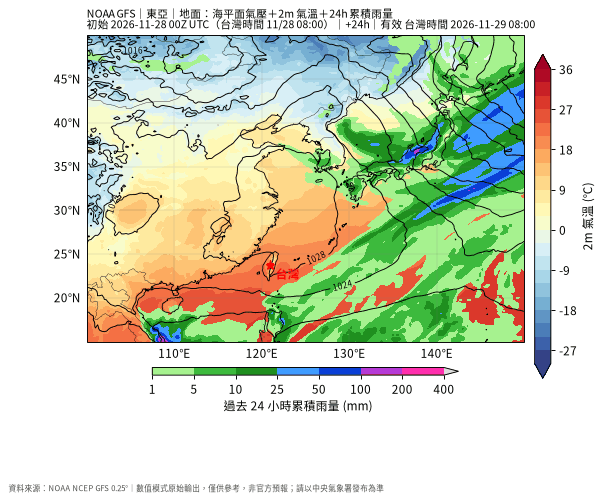 NOAA GFS｜東亞｜地面：海平面氣壓＋2m 氣溫＋24h 累積雨量
初始 2026-11-28 00Z UTC（台灣時間 11/28 08:00）｜+24h｜有效 台灣時間 2026-11-29 08:00
1016
45°N
40°N
35°N
30°N
25°N
20°N
1028
1024
台灣
110°E 120°E 130°E 140°E
36
27
18
9
0
-9
-18
-27
2m 氣溫 (°C)
1 5 10 25 50 100 200 400
過去 24 小時累積雨量 (mm)
資料來源：NOAA NCEP GFS 0.25°｜數值模式原始輸出，僅供參考，非官方預報；請以中央氣象署發布為準